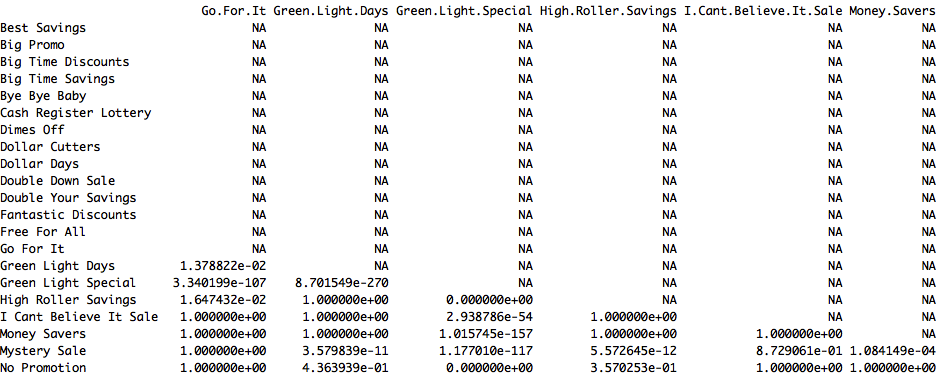 Go.For.It Green.Light.Days Green.Light.Special High.Roller.Savings I.Cant.Believe.It.Sale Money.Savers
Best Savings NA NA NA NA NA NA
Big Promo NA NA NA NA NA NA
Big Time Discounts NA NA NA NA NA NA
Big Time Savings NA NA NA NA NA NA
Bye Bye Baby NA NA NA NA NA NA
Cash Register Lottery NA NA NA NA NA NA
Dimes Off NA NA NA NA NA NA
Dollar Cutters NA NA NA NA NA NA
Dollar Days NA NA NA NA NA NA
Double Down Sale NA NA NA NA NA NA
Double Your Savings NA NA NA NA NA NA
Fantastic Discounts NA NA NA NA NA NA
Free For All NA NA NA NA NA NA
Go For It NA NA NA NA NA NA
Green Light Days 1.378822e-02 NA NA NA NA NA
Green Light Special 3.340199e-107 8.701549e-270 NA NA NA NA
High Roller Savings 1.647432e-02 1.000000e+00 0.000000e+00 NA NA NA
I Cant Believe It Sale 1.000000e+00 1.000000e+00 2.938786e-54 1.000000e+00 NA NA
Money Savers 1.000000e+00 1.000000e+00 1.015745e-157 1.000000e+00 1.000000e+00 NA
Mystery Sale 1.000000e+00 3.579839e-11 1.177010e-117 5.572645e-12 8.729061e-01 1.084149e-04
No Promotion 1.000000e+00 4.363939e-01 0.000000e+00 3.570253e-01 1.000000e+00 1.000000e+00